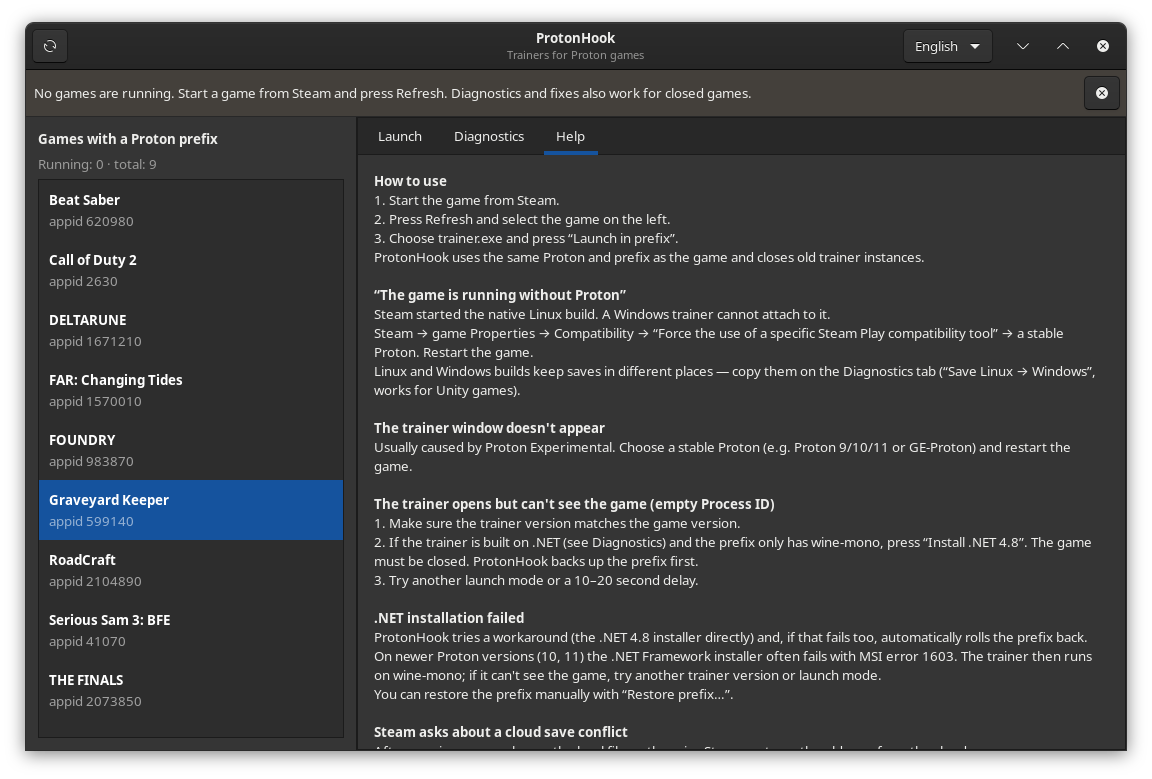 ProtonHook
Trainers for Proton games
English
No games are running. Start a game from Steam and press Refresh. Diagnostics and fixes also work for closed games.
Games with a Proton prefix
Running: 0 · total: 9
Beat Saber
appid 620980
Call of Duty 2
appid 2630
DELTARUNE
appid 1671210
FAR: Changing Tides
appid 1570010
FOUNDRY
appid 983870
Graveyard Keeper
appid 599140
RoadCraft
appid 2104890
Serious Sam 3: BFE
appid 41070
THE FINALS
appid 2073850
Launch
Diagnostics
Help
How to use
1. Start the game from Steam.
2. Press Refresh and select the game on the left.
3. Choose trainer.exe and press “Launch in prefix”.
ProtonHook uses the same Proton and prefix as the game and closes old trainer instances.
“The game is running without Proton”
Steam started the native Linux build. A Windows trainer cannot attach to it.
Steam → game Properties → Compatibility → “Force the use of a specific Steam Play compatibility tool” → a stable
Proton. Restart the game.
Linux and Windows builds keep saves in different places — copy them on the Diagnostics tab (“Save Linux → Windows”,
works for Unity games).
The trainer window doesn't appear
Usually caused by Proton Experimental. Choose a stable Proton (e.g. Proton 9/10/11 or GE-Proton) and restart the
game.
The trainer opens but can't see the game (empty Process ID)
1. Make sure the trainer version matches the game version.
2. If the trainer is built on .NET (see Diagnostics) and the prefix only has wine-mono, press “Install .NET 4.8”. The game
must be closed. ProtonHook backs up the prefix first.
3. Try another launch mode or a 10–20 second delay.
.NET installation failed
ProtonHook tries a workaround (the .NET 4.8 installer directly) and, if that fails too, automatically rolls the prefix back.
On newer Proton versions (10, 11) the .NET Framework installer often fails with MSI error 1603. The trainer then runs
on wine-mono; if it can't see the game, try another trainer version or launch mode.
You can restore the prefix manually with “Restore prefix…”.
Steam asks about a cloud save conflict